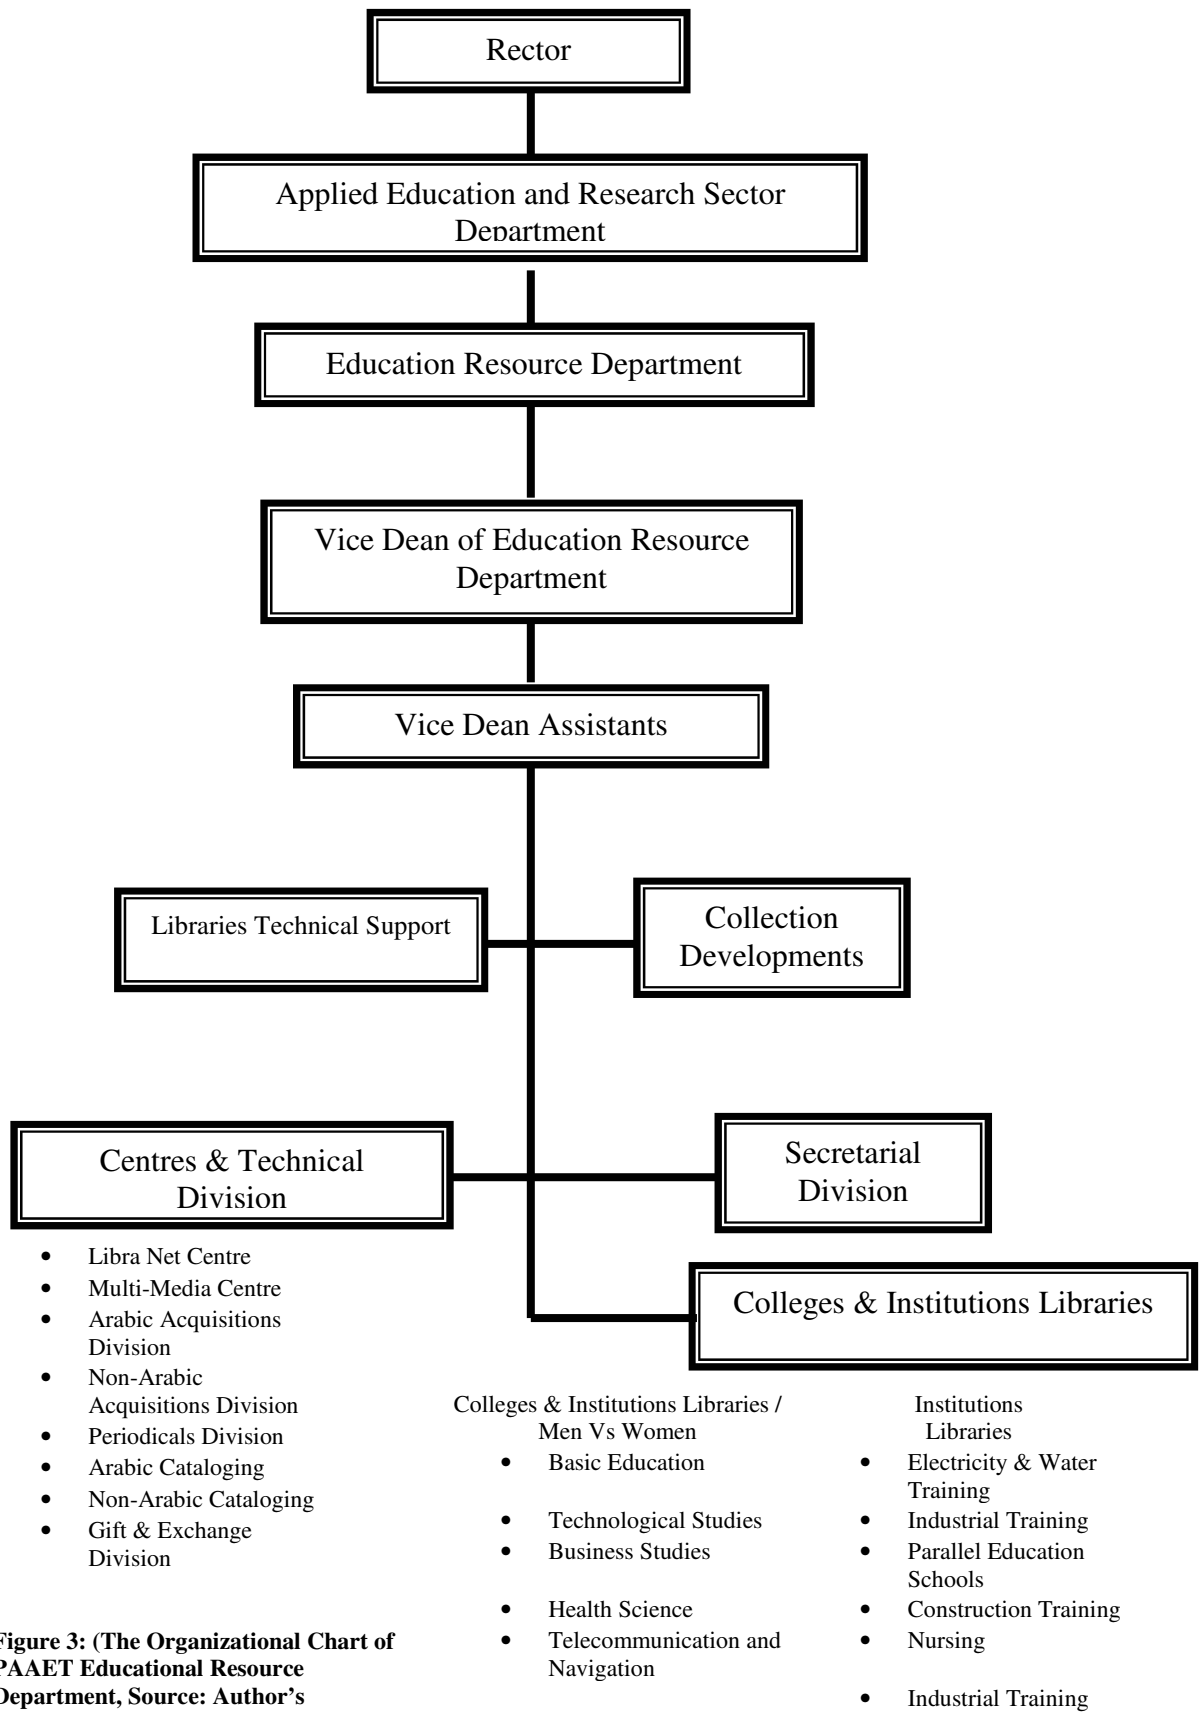 Rector
Applied Education and Research Sector
Department
Education Resource Department
Vice Dean of Education Resource
Department
Vice Dean Assistants
Libraries Technical Support
Collection
Developments
Centres & Technical
Division
Secretarial
Division
• Libra Net Centre
• Multi-Media Centre
• Arabic Acquisitions
Division
• Non-Arabic
Acquisitions Division
• Periodicals Division
• Arabic Cataloging
• Non-Arabic Cataloging
• Gift & Exchange
Division
Colleges & Institutions Libraries
Colleges & Institutions Libraries /
Men Vs Women
• Basic Education
• Technological Studies
• Business Studies
• Health Science
• Telecommunication and
Navigation
Institutions
Libraries
• Electricity & Water
Training
• Industrial Training
• Parallel Education
Schools
• Construction Training
• Nursing
• Industrial Training
Figure 3: (The Organizational Chart of
PAAET Educational Resource
Department, Source: Author's